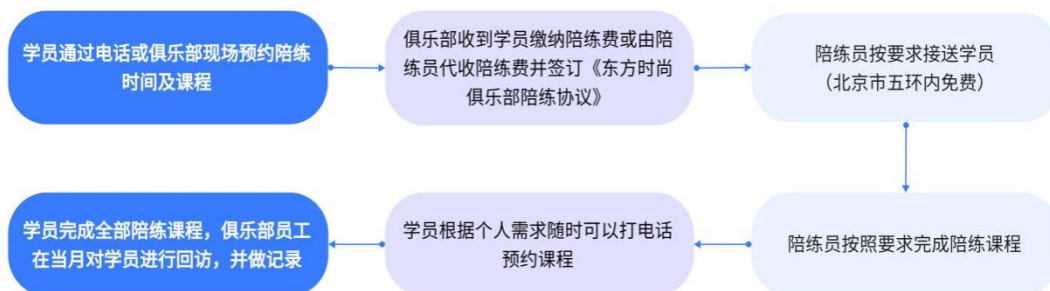 学员通过电话或俱乐部现场预约陪练
时间及课程
俱乐部收到学员缴纳陪练费或由陪
练员代收陪练费并签订《东方时尚
俱乐部陪练协议》
陪练员按要求接送学员
（北京市五环内免费）
陪练员按照要求完成陪练课程
学员根据个人需求随时可以打电话
预约课程
学员完成全部陪练课程，俱乐部员工
在当月对学员进行回访，并做记录